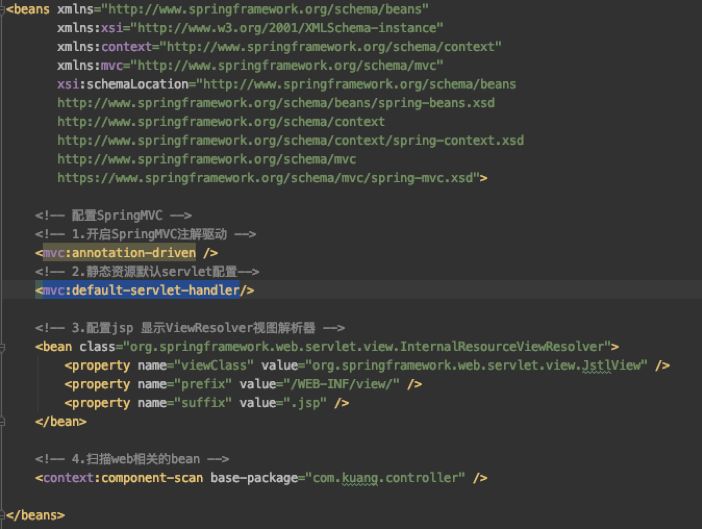 <beans xmlns="http://www.springframework.org/schema/beans"
xmlns:xsi="http://www.w3.org/2001/XMLSchema-instance"
xmlns:context="http://www.springframework.org/schema/context"
xmlns:mvc="http://www.springframework.org/schema/mvc"
xsi:schemaLocation="http://www.springframework.org/schema/beans
http://www.springframework.org/schema/beans/spring-beans.xsd
http://www.springframework.org/schema/context
http://www.springframework.org/schema/context/spring-context.xsd
http://www.springframework.org/schema/mvc
https://www.springframework.org/schema/mvc/spring-mvc.xsd">
<!-- 配置SpringMVC -->
<!-- 1.开启SpringMVC注解驱动 -->
<mvc:annotation-driven />
<!-- 2.静态资源默认servlet配置-->
<mvc:default-servlet-handler/>
<!-- 3.配置jsp 显示ViewResolver视图解析器 -->
<bean class="org.springframework.web.servlet.view.InternalResourceViewResolver">
<property name="viewClass" value="org.springframework.web.servlet.view.JstlView" />
<property name="prefix" value="/WEB-INF/view/" />
<property name="suffix" value=".jsp" />
</bean>
<!-- 4.扫描web相关的bean -->
<context:component-scan base-package="com.kuang.controller" />
</beans>